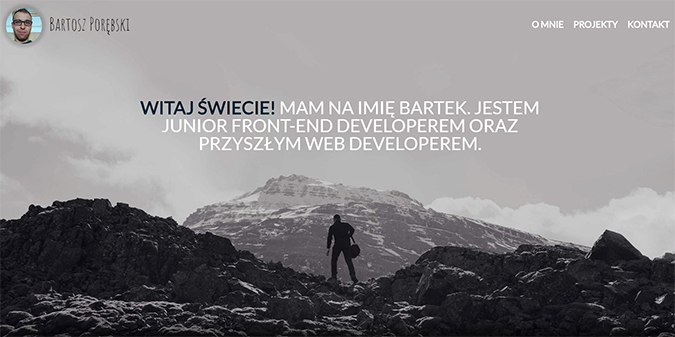 Bartosz Porębski
O MNIE PROJEKTY KONTAKT
WITAJ ŚWIECIE! MAM NA IMIĘ BARTEK. JESTEM
JUNIOR FRONT-END DEVELOPEREM ORAZ
PRZYSZŁYM WEB DEVELOPEREM.